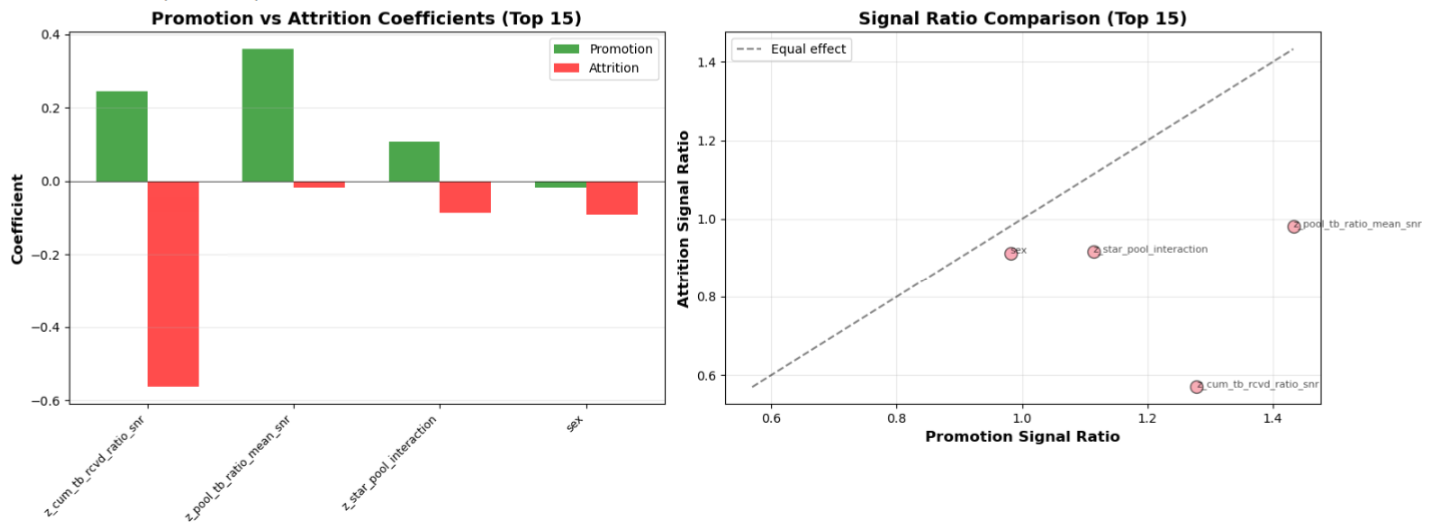 Promotion vs Attrition Coefficients (Top 15)
Coefficient
0.4
0.2
0.0
−0.2
−0.4
−0.6
Promotion
Attrition
z_cum_tb_rcvd_ratio_snr
z_pool_tb_ratio_mean_snr
z_star_pool_interaction
sex
Signal Ratio Comparison (Top 15)
Attrition Signal Ratio
1.4
1.2
1.0
0.8
0.6
Equal effect
z_pool_tb_ratio_mean_snr
sex
z_star_pool_interaction
z_cum_tb_rcvd_ratio_snr
0.6
0.8
1.0
1.2
1.4
Promotion Signal Ratio